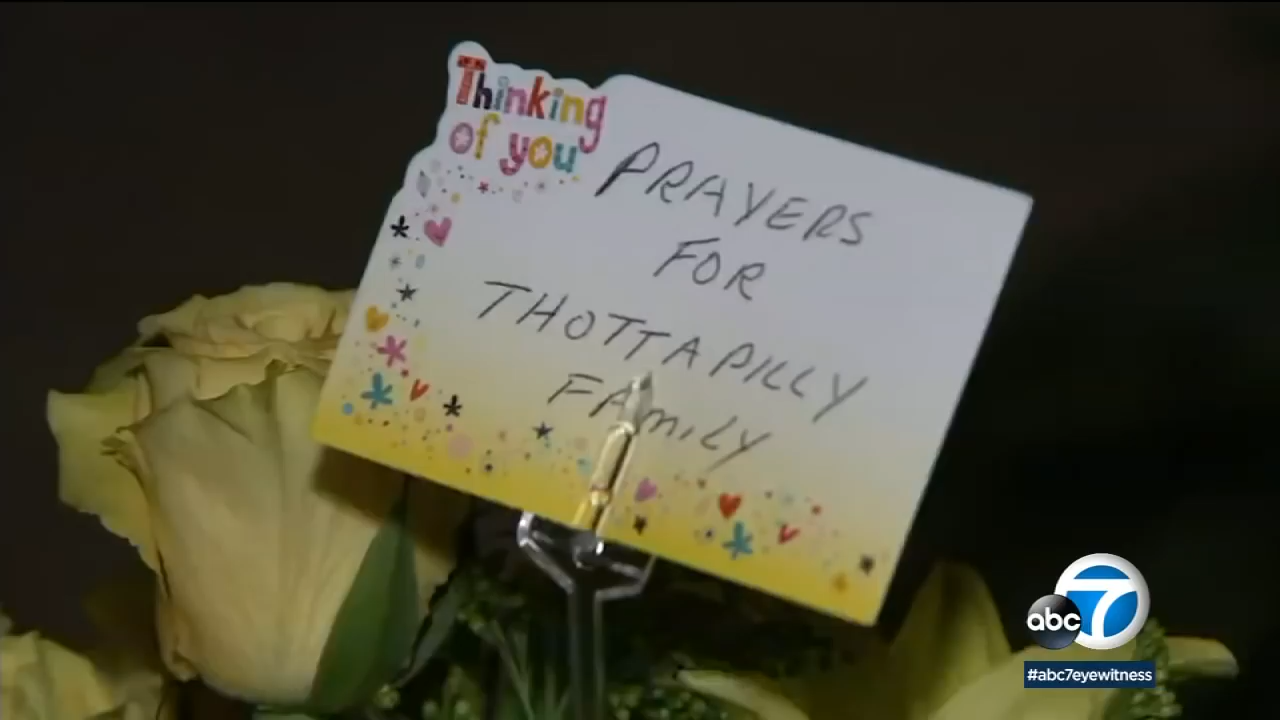 Thinking
of you
PRAYERS
FOR
THOTTAPILLY
FAMILY
abc 7
#abc7eyewitness